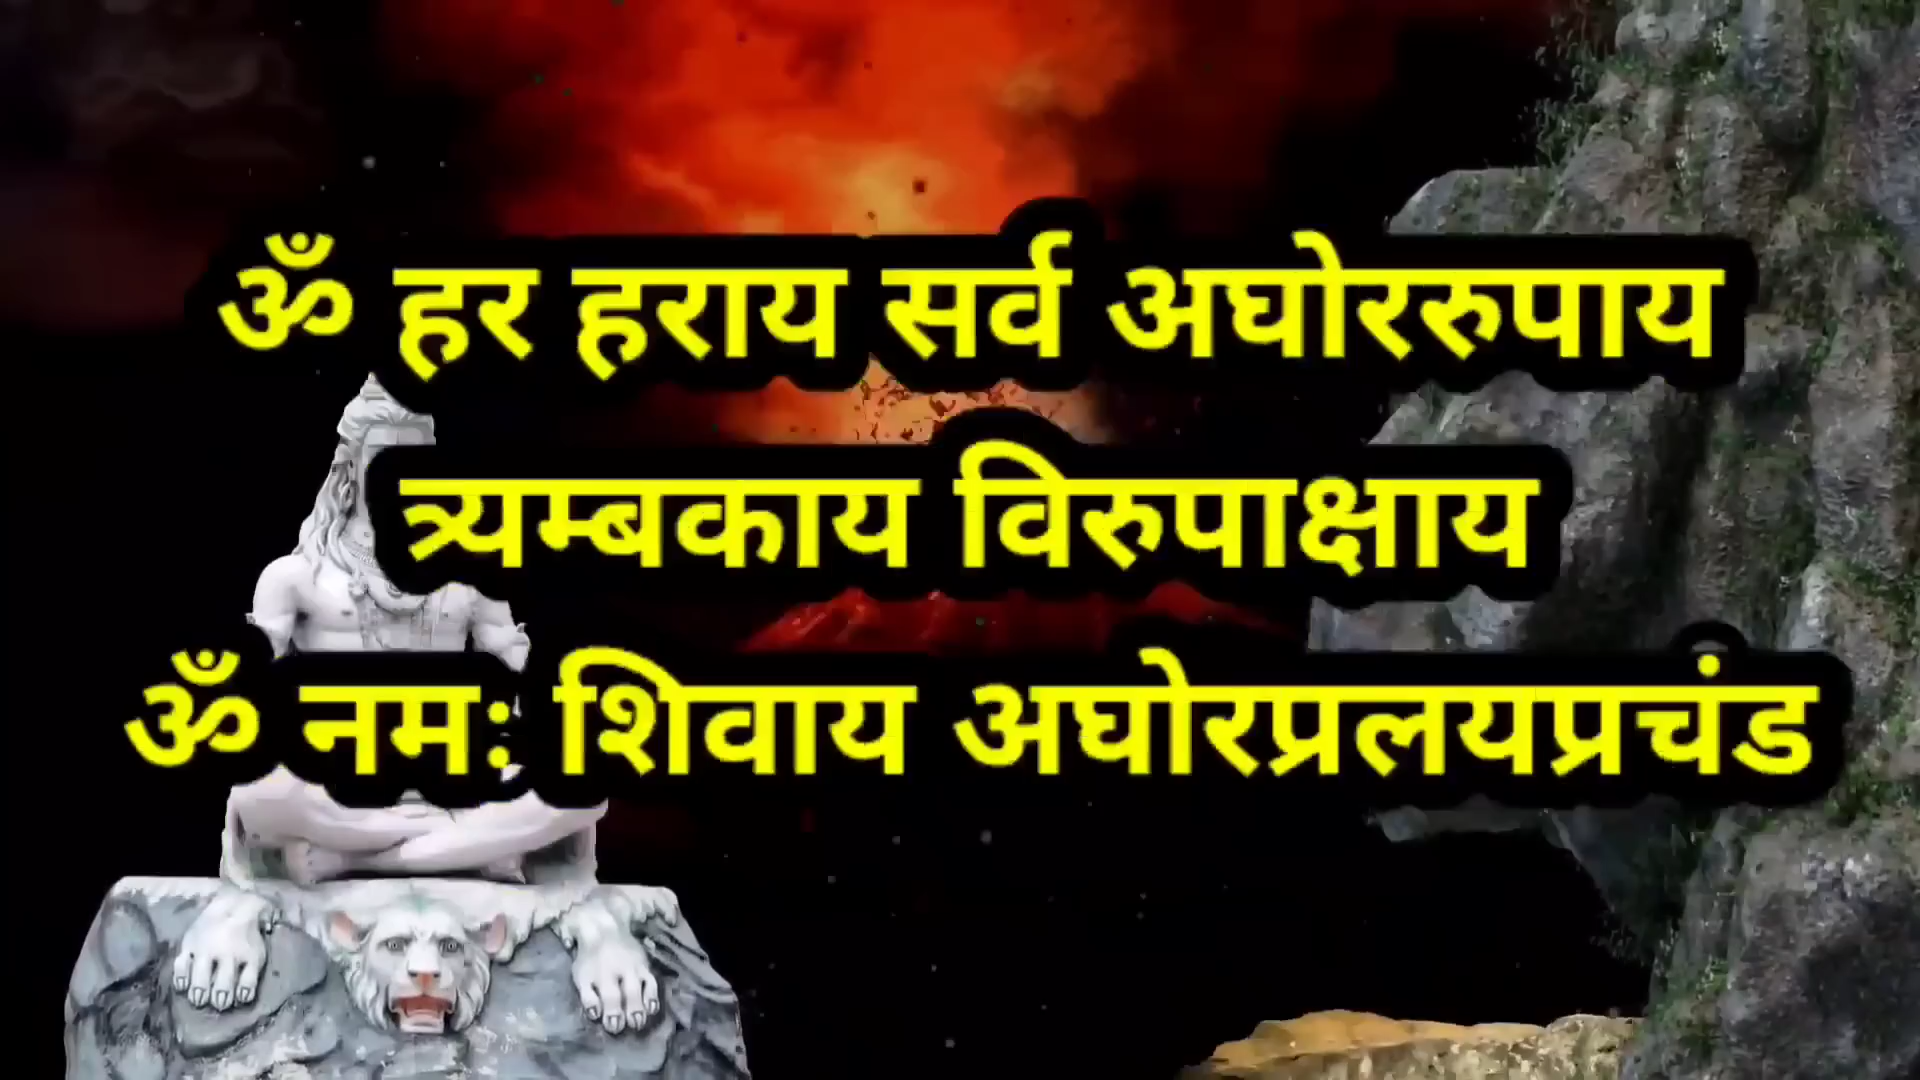 ॐ हर हराय सर्व अघोररुपाय
त्र्यम्बकाय विरुपाक्षाय
ॐ नमः शिवाय अघोरप्रलयप्रचंड